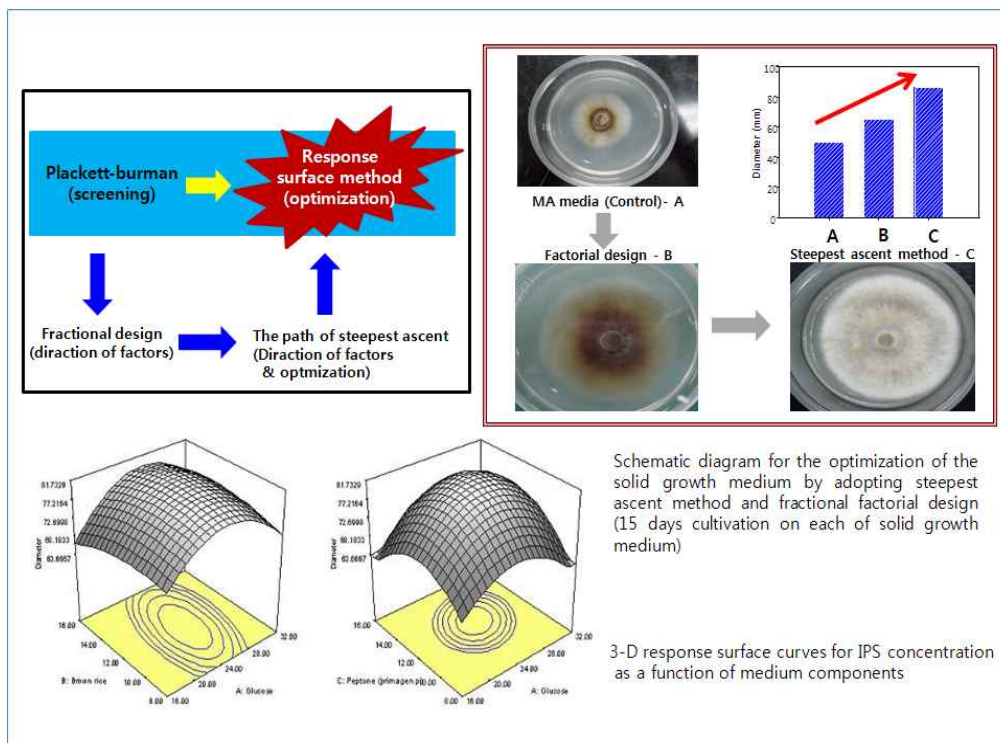 Plackett-burman
(screening)
Response
surface method
(optimization)
Fractional design
(diraction of factors)
The path of steepest ascent
(Diraction of factors
& optmization)
MA media (Control)- A
Factorial design - B
Diameter (mm)
100
80
60
40
20
0
A
B
C
Steepest ascent method - C
Diameter
81.7329
77.2164
72.6998
68.1833
63.6667
16.00
14.00
12.00
10.00
8.00
B: Brown rice
16.00
20.00
24.00
28.00
32.00
A: Glucose
Diameter
81.7329
77.2164
72.6998
68.1833
63.6667
16.00
14.00
12.00
8.00
C: Peptone (primagen p)
16.00
20.00
24.00
28.00
32.00
A: Glucose
Schematic diagram for the optimization of the
solid growth medium by adopting steepest
ascent method and fractional factorial design
(15 days cultivation on each of solid growth
medium)
3-D response surface curves for IPS concentration
as a function of medium components